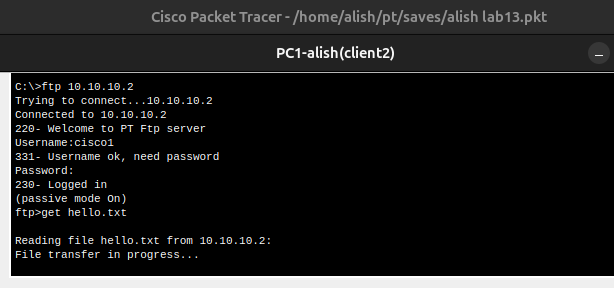 Cisco Packet Tracer - /home/alish/pt/saves/alish lab13.pkt
PC1-alish(client2)
C:\>ftp 10.10.10.2
Trying to connect...10.10.10.2
Connected to 10.10.10.2
220- Welcome to PT Ftp server
Username:cisco1
331- Username ok, need password
Password:
230- Logged in
(passive mode On)
ftp>get hello.txt
Reading file hello.txt from 10.10.10.2:
File transfer in progress...